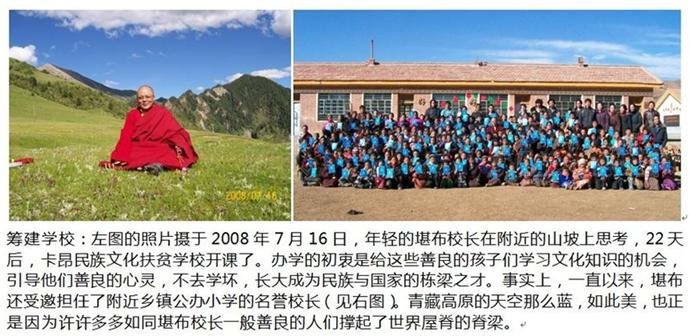 2008/07/16
筹建学校：左图的照片摄于 2008 年 7 月 16 日，年轻的堪布校长在附近的山坡上思考，22 天
后，卡昂民族文化扶贫学校开课了。办学的初衷是给这些善良的孩子们学习文化知识的机会，
引导他们善良的心灵，不去学坏，长大成为民族与国家的栋梁之才。事实上，一直以来，堪布
还受邀担任了附近乡镇公办小学的名誉校长（见右图）。青藏高原的天空那么蓝，如此美，也正
是因为许许多多如同堪布校长一般善良的人们撑起了世界屋脊的脊梁。